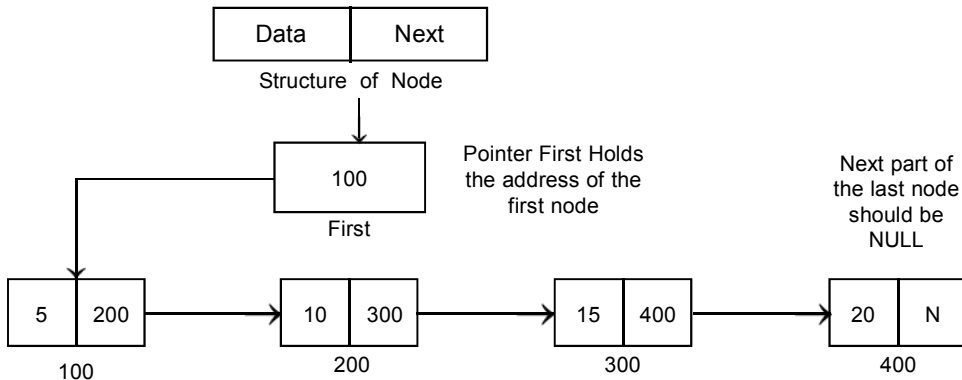 Data Next
Structure of Node
100
First
Pointer First Holds
the address of the
first node
Next part of
the last node
should be
NULL
5 200
10 300
15 400
20 N
100
200
300
400